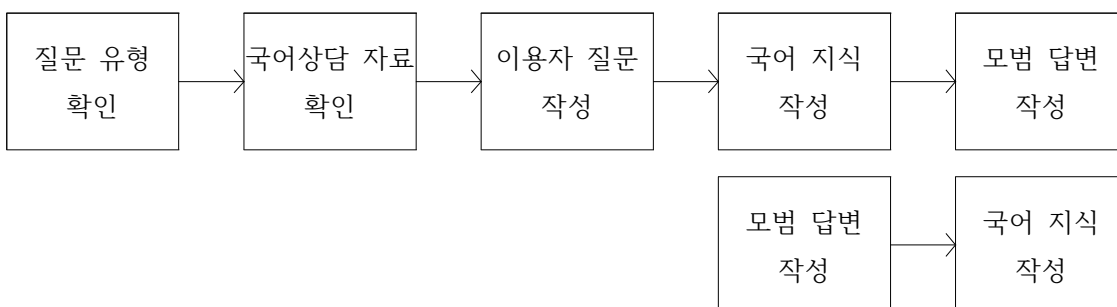 질문 유형
확인
국어상담 자료
확인
이용자 질문
작성
국어 지식
작성
모범 답변
작성
모범 답변
작성
국어 지식
작성